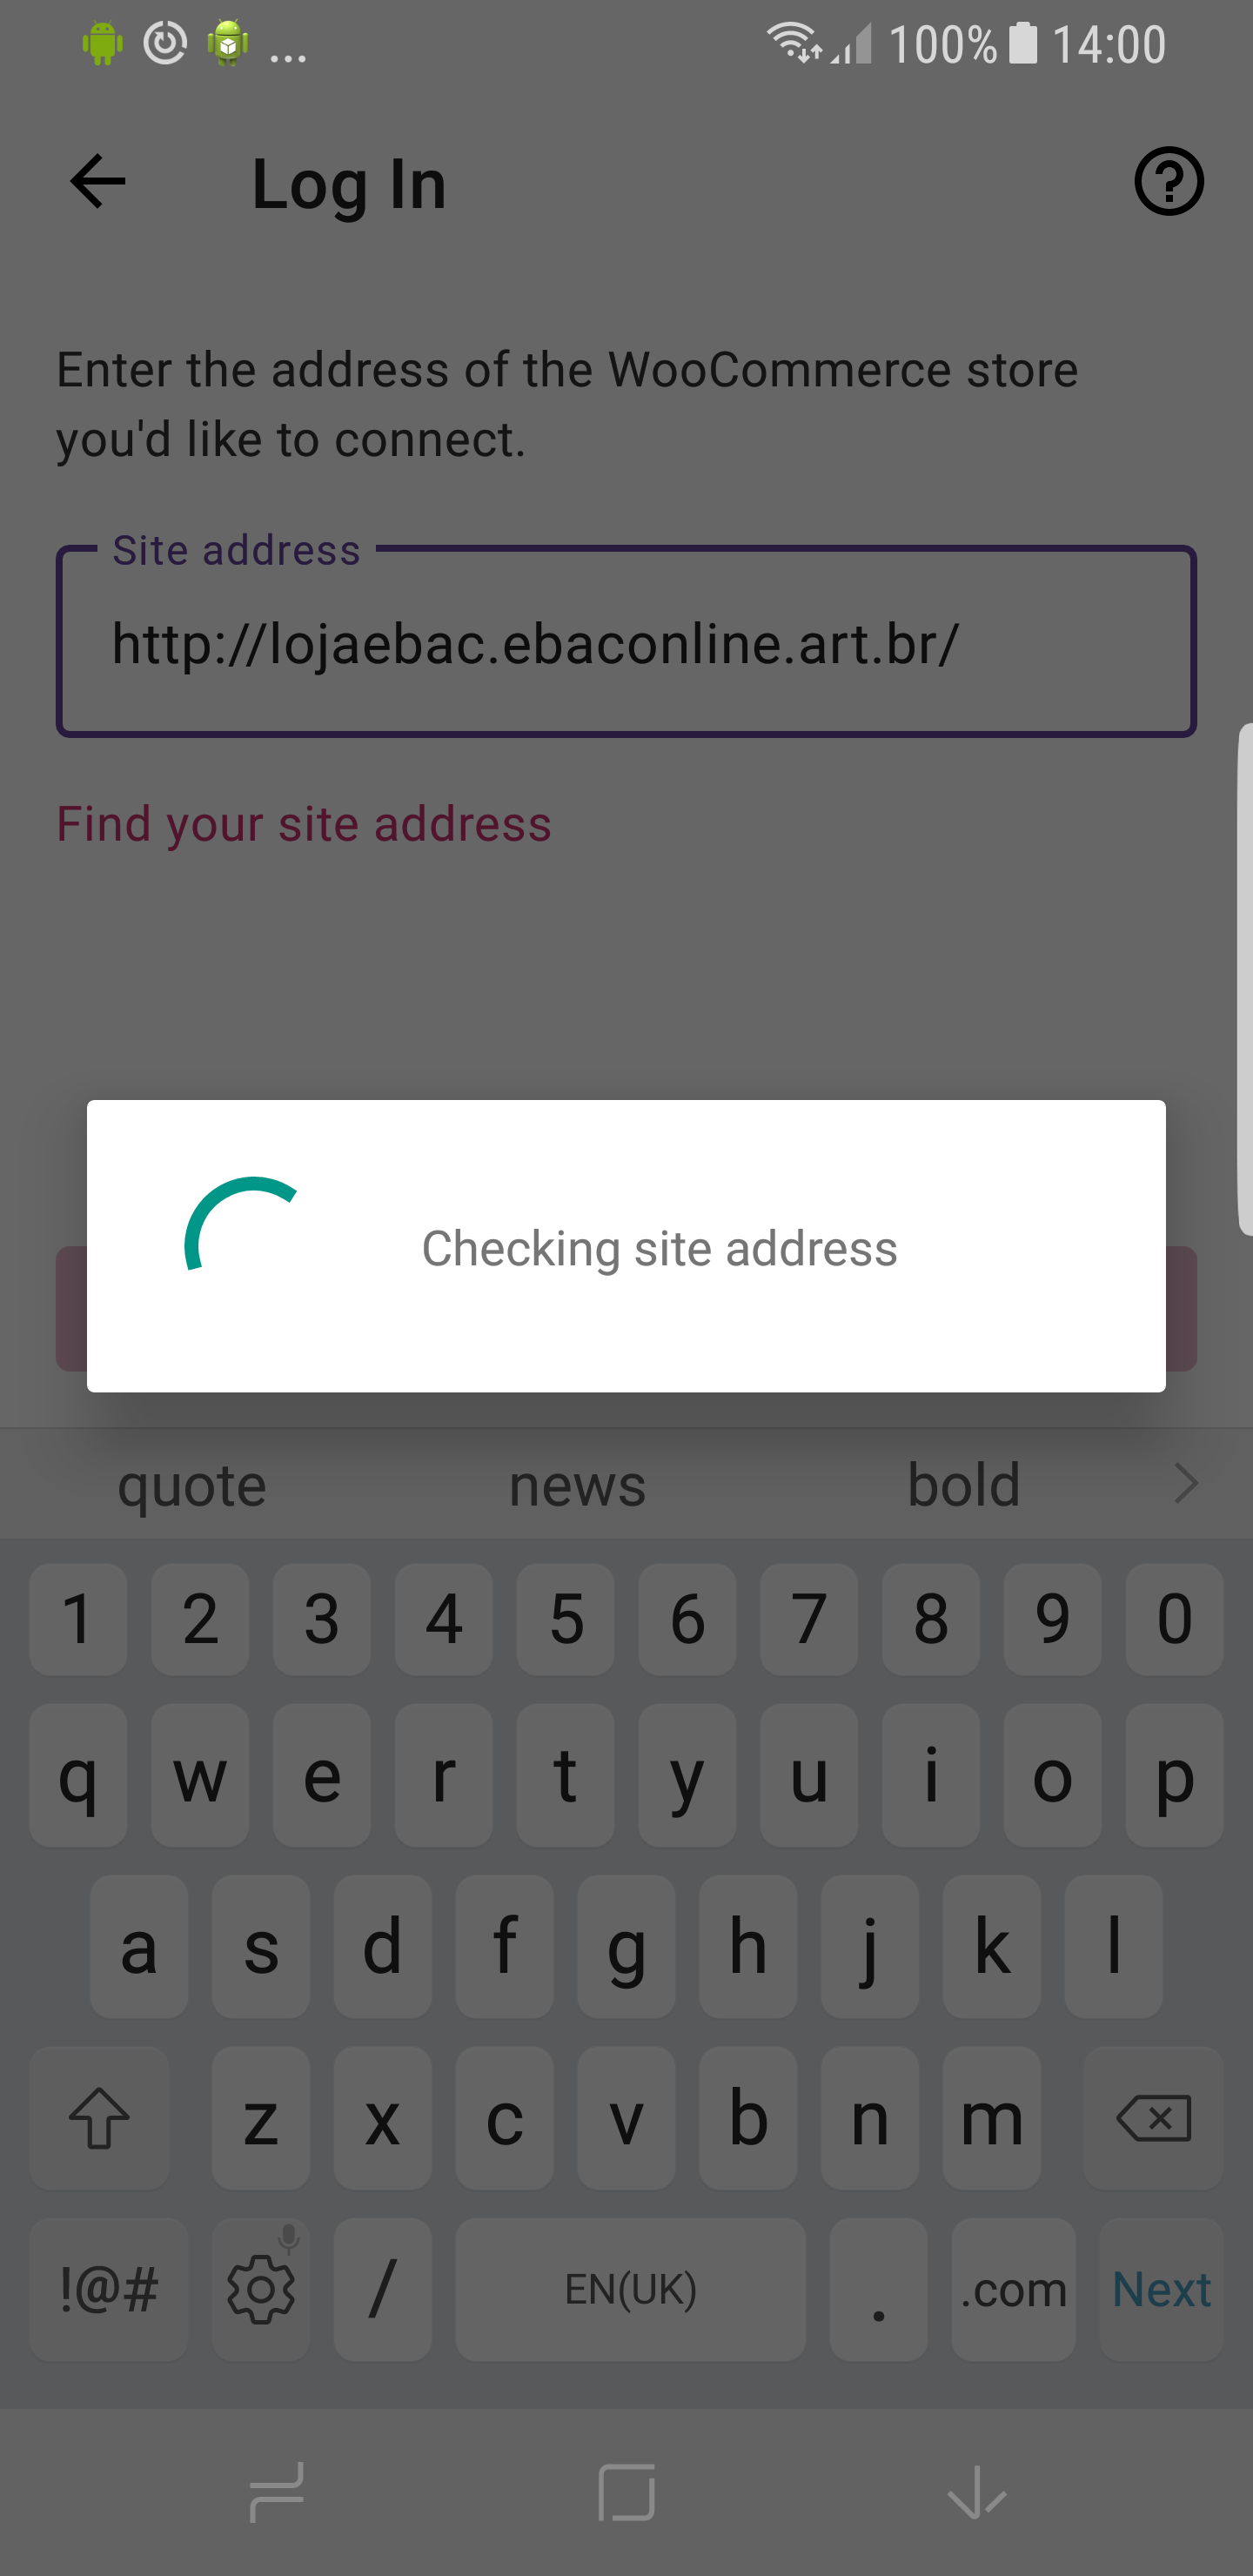 ... 100% 14:00
Log In
Enter the address of the WooCommerce store
you'd like to connect.
Site address
http://lojaebac.ebaconline.art.br/
Find your site address
Checking site address
quote news bold
1 2 3 4 5 6 7 8 9 0
q w e r t y u i o p
a s d f g h j k l
z x c v b n m
!@# / EN(UK) . .com Next